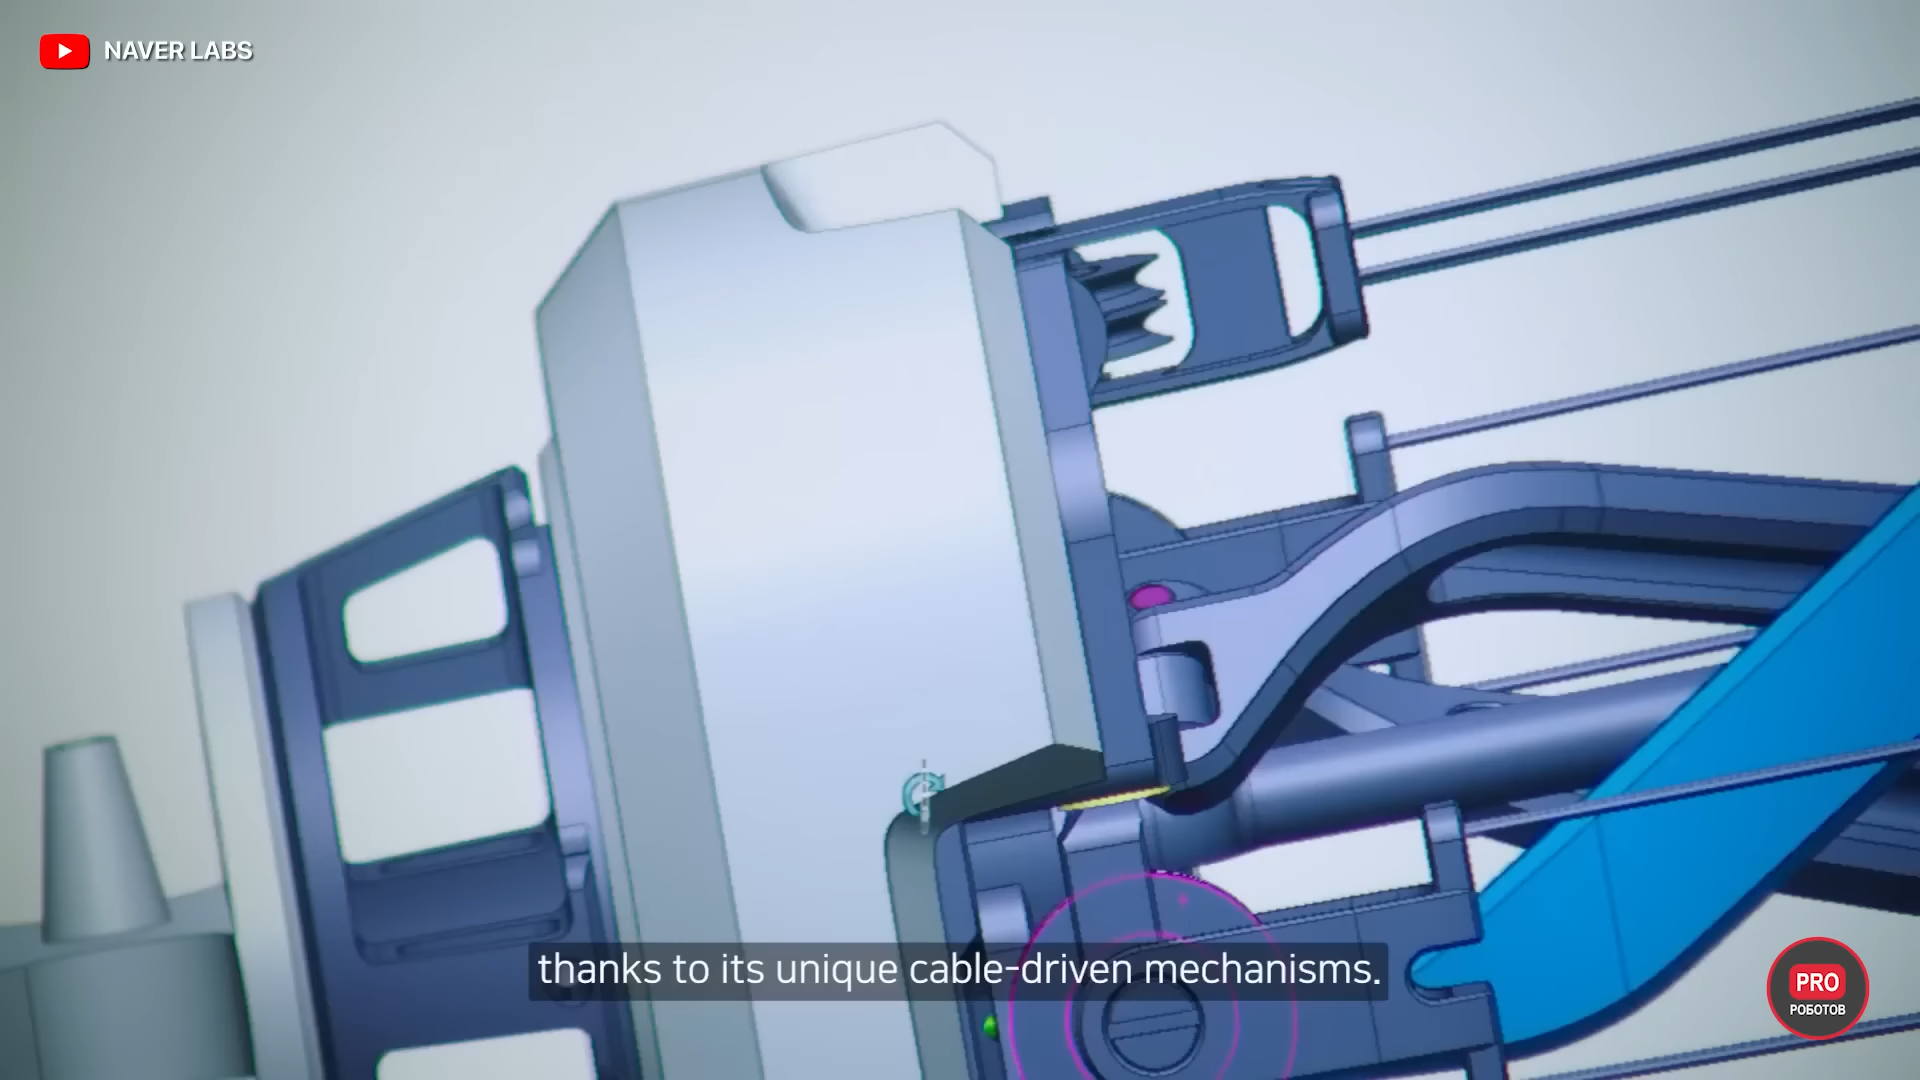 NAVER LABS
thanks to its unique cable-driven mechanisms.
PRO
РОБОТОВ